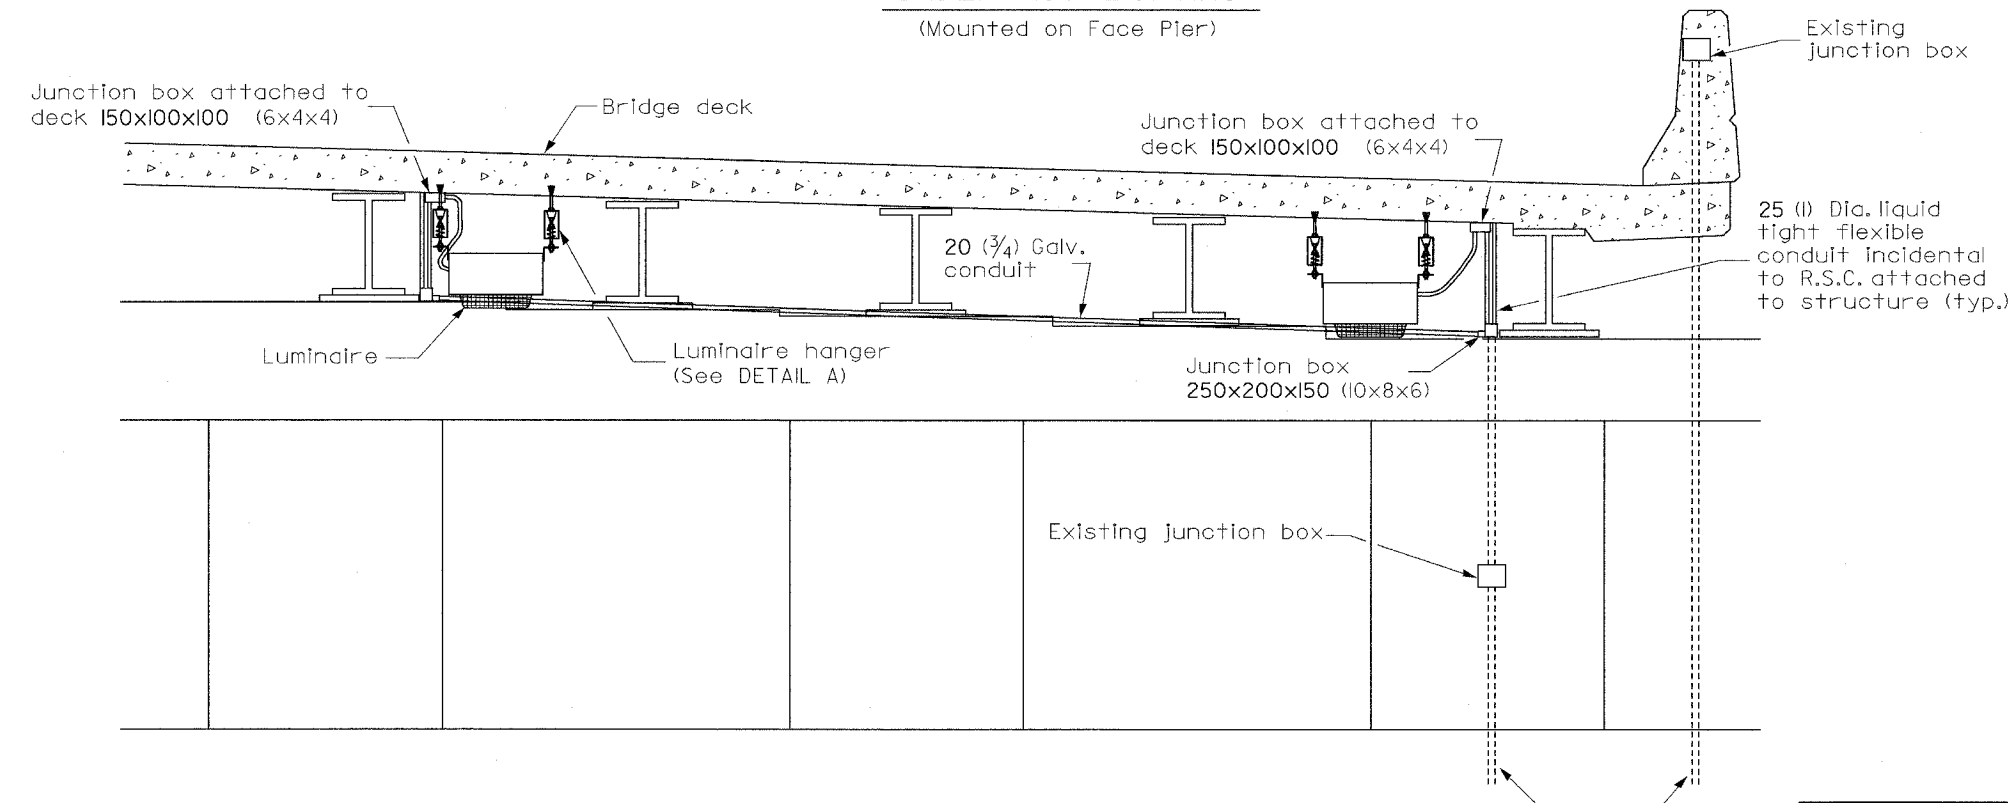 (Mounted on Face Pier)
Existing
junction box
Junction box attached to
deck 150x100x100 (6x4x4)
Bridge deck
Junction box attached to
deck 150x100x100 (6x4x4)
25 (1) Dia. liquid
tight flexible
conduit incidental
to R.S.C. attached
to structure (typ.)
20 (3/4) Galv.
conduit
Luminaire
Luminaire hanger
(See DETAIL A)
Junction box
250x200x150 (10x8x6)
Existing junction box